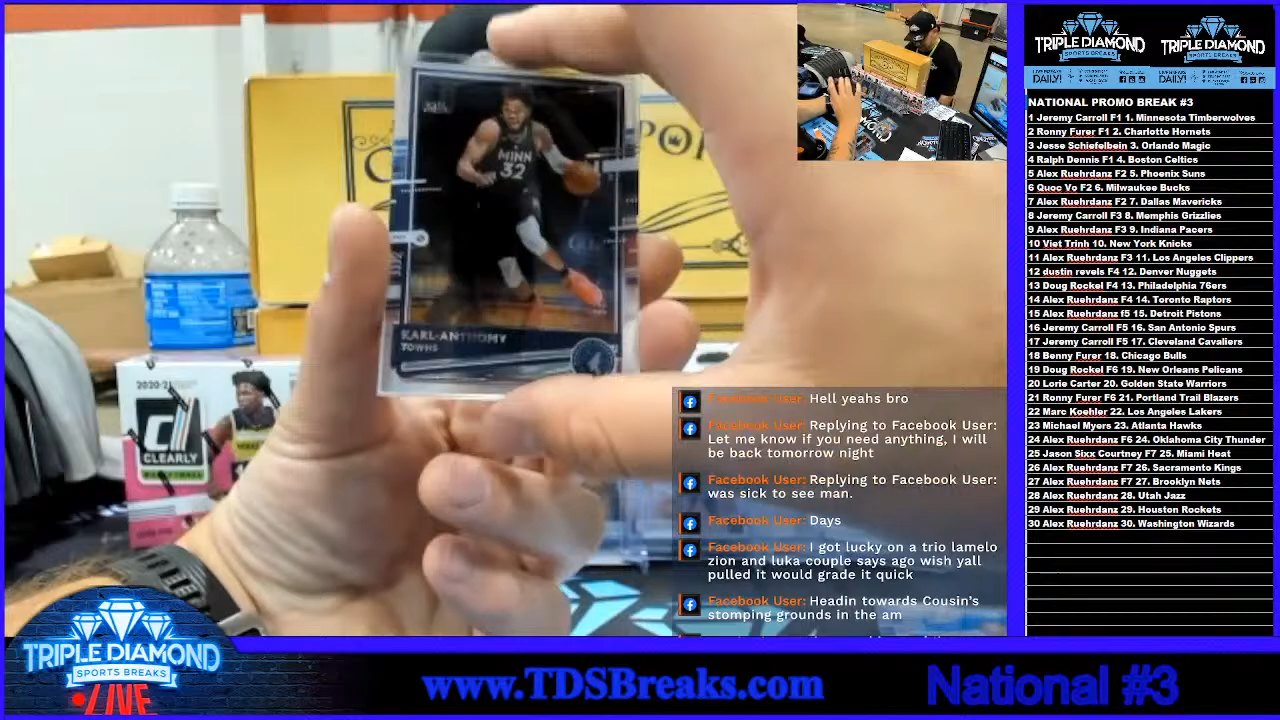 MINN
32
KARL-ANTHONY
TOWNS
2020-21
CLEARLY
TRIPLE DIAMOND
SPORTS BREAKS
TRIPLE DIAMOND
SPORTS BREAKS
DAILY!
DAILY!
NATIONAL PROMO BREAK #3
1 Jeremy Carroll F1 1. Minnesota Timberwolves
2 Ronny Furer F1 2. Charlotte Hornets
3 Jesse Schiefelbein 3. Orlando Magic
4 Ralph Dennis F1 4. Boston Celtics
5 Alex Ruehrdanz F2 5. Phoenix Suns
6 Quoc Vo F2 6. Milwaukee Bucks
7 Alex Ruehrdanz F2 7. Dallas Mavericks
8 Jeremy Carroll F3 8. Memphis Grizzlies
9 Alex Ruehrdanz F3 9. Indiana Pacers
10 Viet Trinh 10. New York Knicks
11 Alex Ruehrdanz F3 11. Los Angeles Clippers
12 dustin revels F4 12. Denver Nuggets
13 Doug Rockel F4 13. Philadelphia 76ers
14 Alex Ruehrdanz F4 14. Toronto Raptors
15 Alex Ruehrdanz f5 15. Detroit Pistons
16 Jeremy Carroll F5 16. San Antonio Spurs
17 Jeremy Carroll F5 17. Cleveland Cavaliers
18 Benny Furer 18. Chicago Bulls
19 Doug Rockel F6 19. New Orleans Pelicans
20 Lorie Carter 20. Golden State Warriors
21 Ronny Furer F6 21. Portland Trail Blazers
22 Marc Koehler 22. Los Angeles Lakers
23 Michael Myers 23. Atlanta Hawks
24 Alex Ruehrdanz F6 24. Oklahoma City Thunder
25 Jason Sixx Courtney F7 25. Miami Heat
26 Alex Ruehrdanz F7 26. Sacramento Kings
27 Alex Ruehrdanz F7 27. Brooklyn Nets
28 Alex Ruehrdanz 28. Utah Jazz
29 Alex Ruehrdanz 29. Houston Rockets
30 Alex Ruehrdanz 30. Washington Wizards
Facebook User: Hell yeahs bro
Facebook User: Replying to Facebook User:
Let me know if you need anything, I will
be back tomorrow night
Facebook User: Replying to Facebook User:
was sick to see man.
Facebook User: Days
Facebook User: I got lucky on a trio lamelo
zion and luka couple says ago wish yall
pulled it would grade it quick
Facebook User: Headin towards Cousin's
stomping grounds in the am
TRIPLE DIAMOND
SPORTS BREAKS
LIVE
www.TDSBreaks.com
National #3